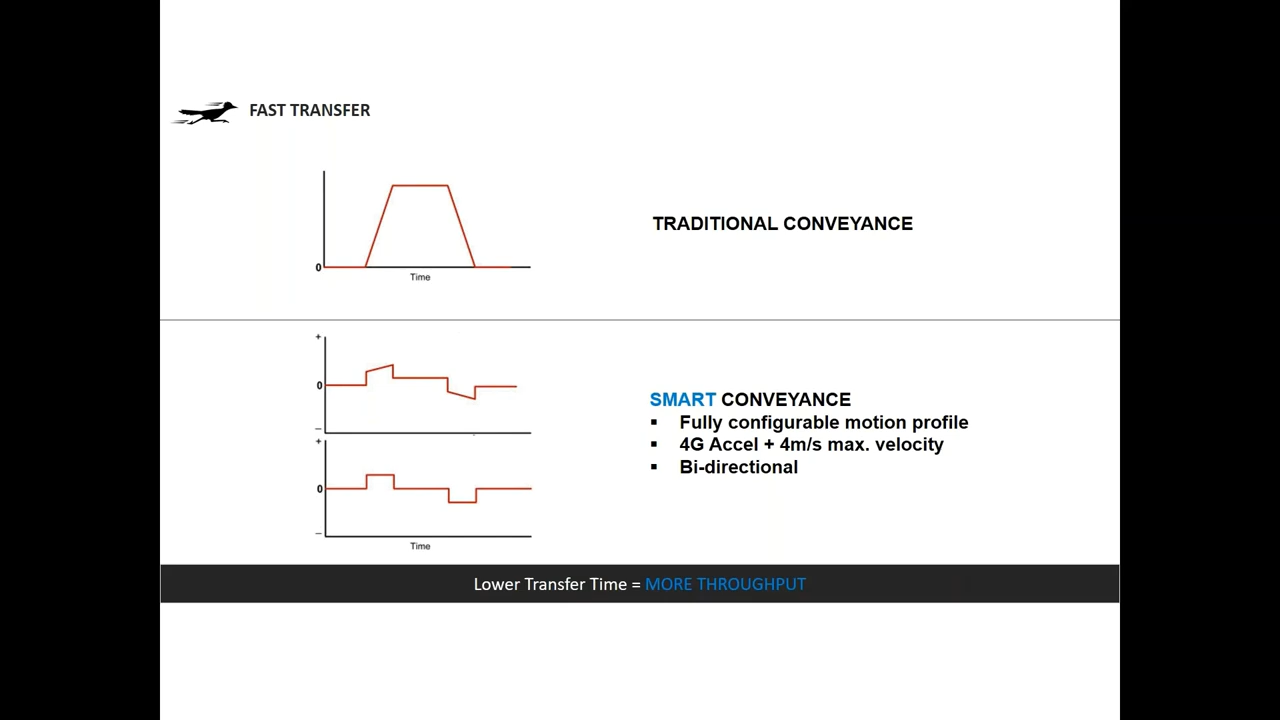 FAST TRANSFER
0
Time
TRADITIONAL CONVEYANCE
+
0
–
+
0
–
Time
SMART CONVEYANCE
▪ Fully configurable motion profile
▪ 4G Accel + 4m/s max. velocity
▪ Bi-directional
Lower Transfer Time = MORE THROUGHPUT